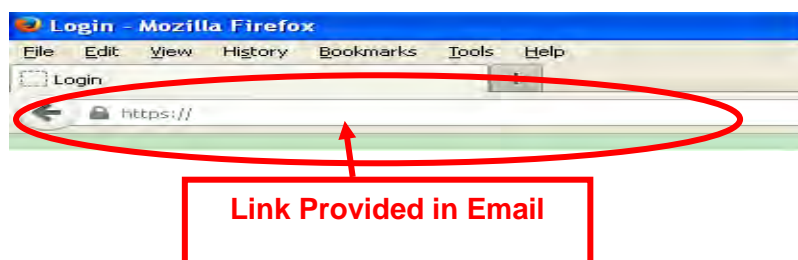 Login - Mozilla Firefox
File Edit View History Bookmarks Tools Help
Login
https://
Link Provided in Email